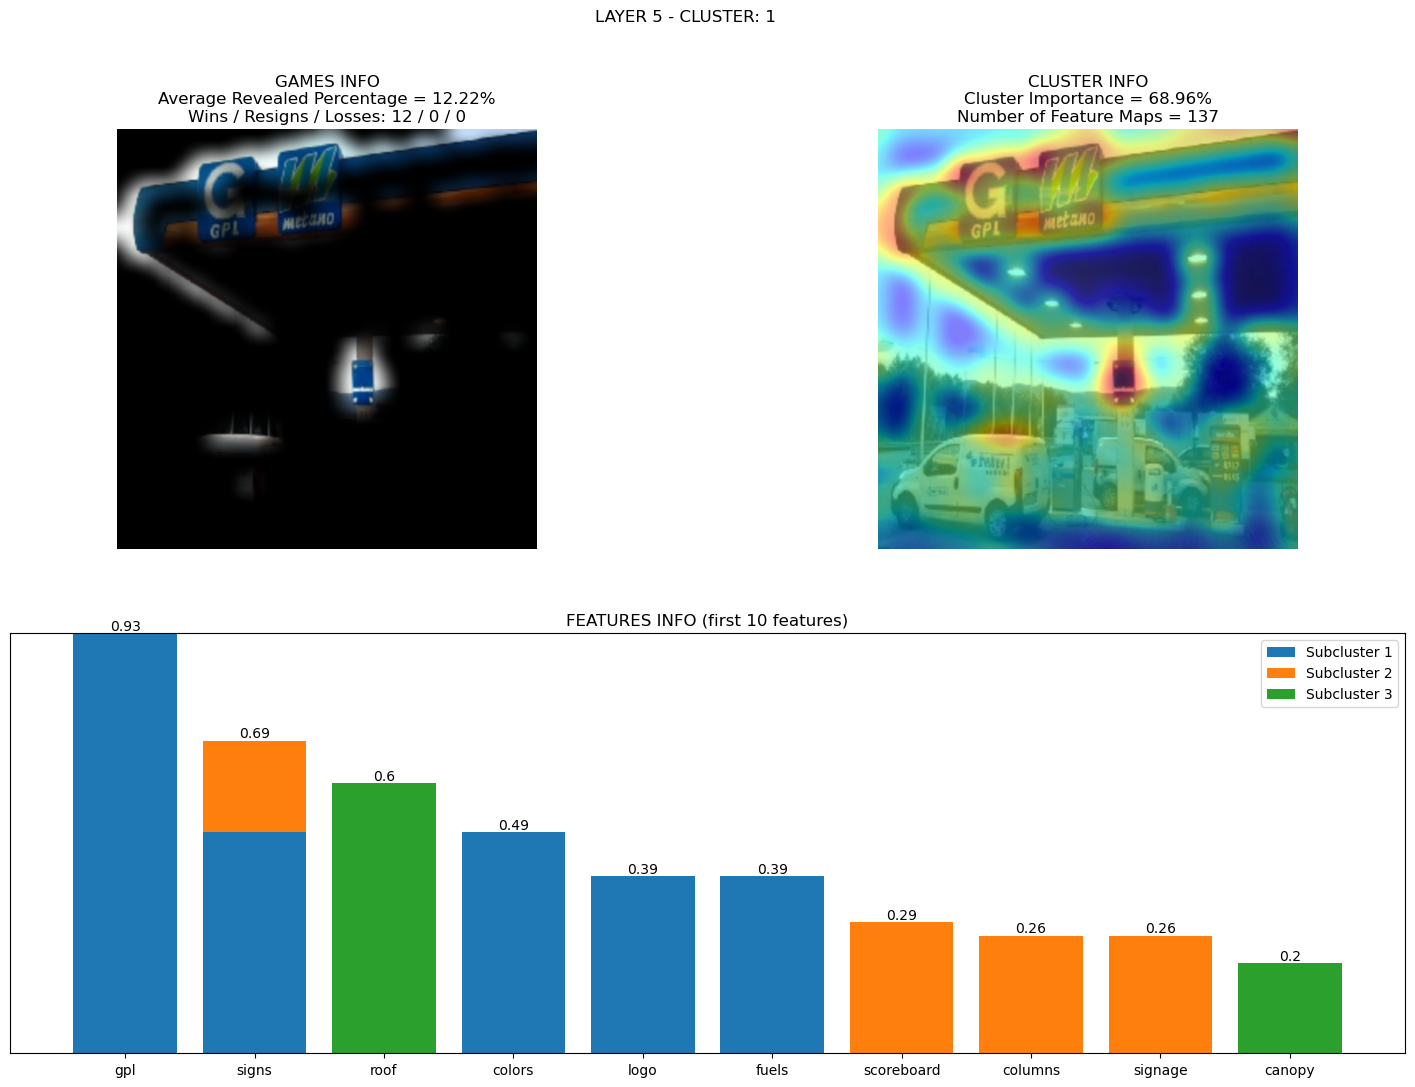 LAYER 5 - CLUSTER: 1
GAMES INFO
Average Revealed Percentage = 12.22%
Wins / Resigns / Losses: 12 / 0 / 0
CLUSTER INFO
Cluster Importance = 68.96%
Number of Feature Maps = 137
G
GPL
metano
G
GPL
metano
FEATURES INFO (first 10 features)
0.93
0.69
0.6
0.49
0.39
0.39
0.29
0.26
0.26
0.2
Subcluster 1
Subcluster 2
Subcluster 3
gpl
signs
roof
colors
logo
fuels
scoreboard
columns
signage
canopy